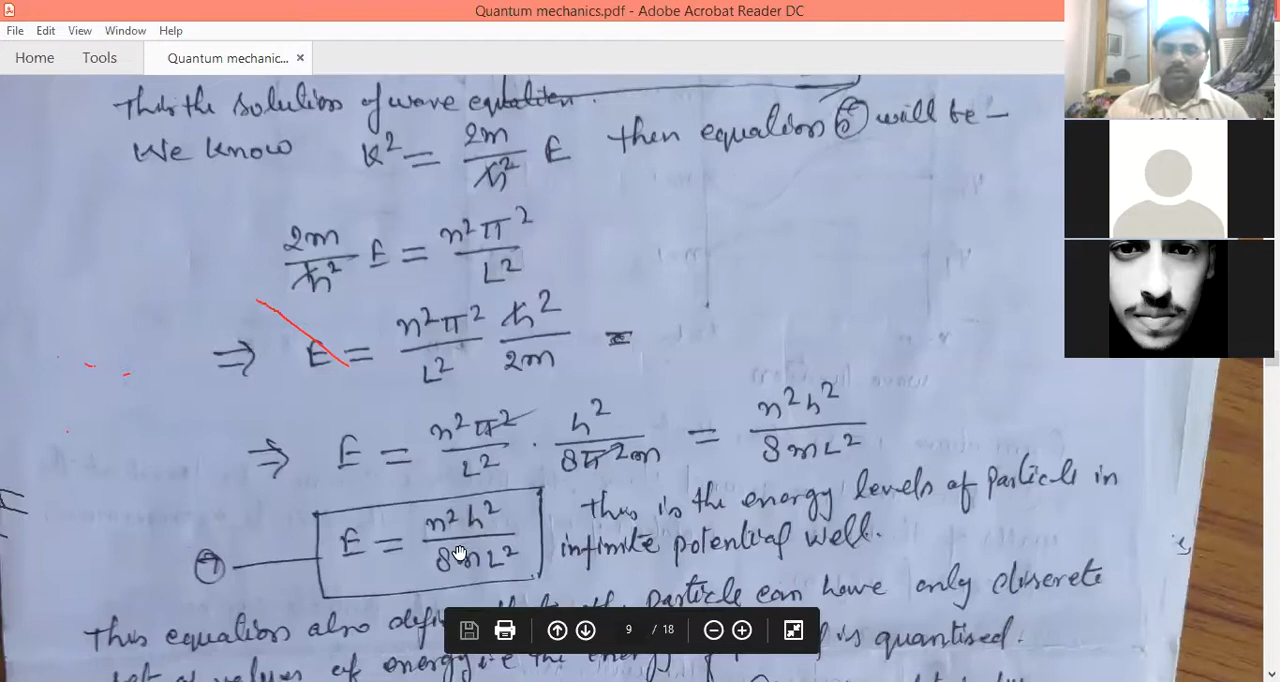 Quantum mechanics.pdf - Adobe Acrobat Reader DC
File Edit View Window Help
Home Tools Quantum mechanic... ×
Thus the solution of wave equation.
We know K² = 2m/ħ² E then equation ⑥ will be –
2m/ħ² E = n²π²/L²
⇒ E = n²π²/L² ħ²/2m =
⇒ E = n²π²/L² · h²/8π²m = n²h²/8mL²
⑦ — E = n²h²/8mL² Thus is the energy levels of particle in
infinite potential well.
This equation also particle can have only discrete
values of energy i.e the is quantised.
9 / 18